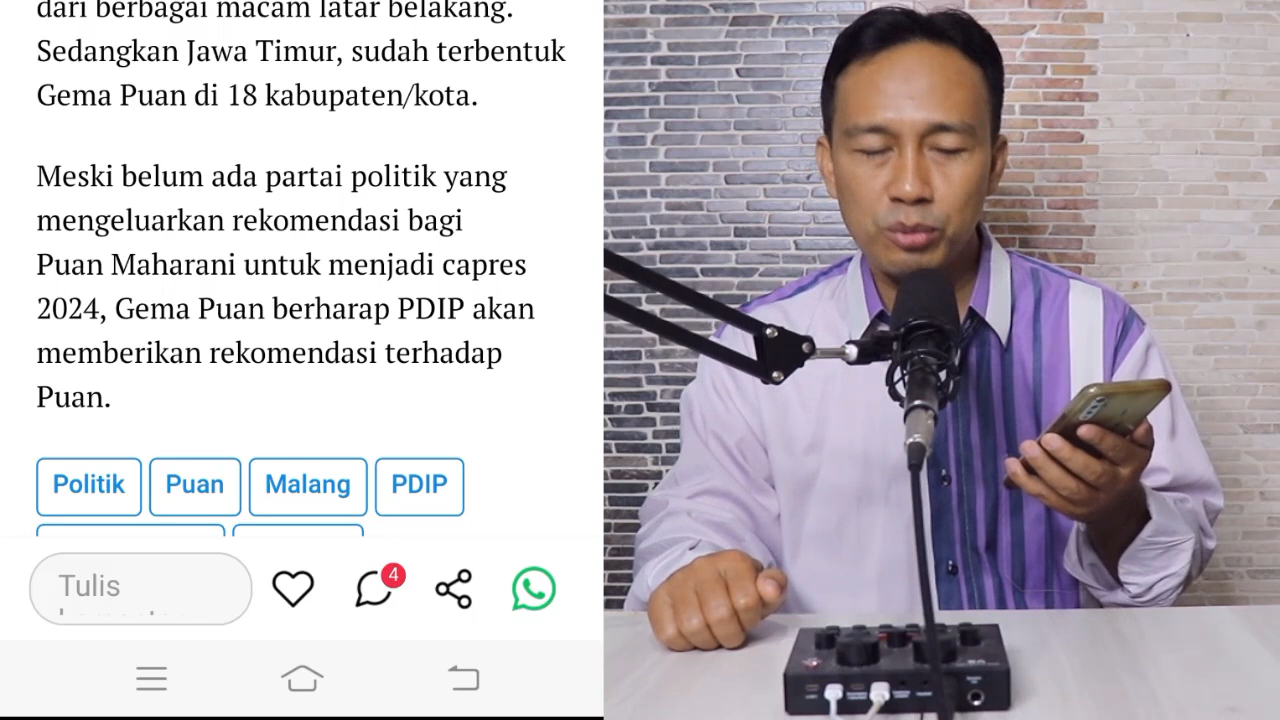 dari berbagai macam latar belakang.
Sedangkan Jawa Timur, sudah terbentuk
Gema Puan di 18 kabupaten/kota.
Meski belum ada partai politik yang
mengeluarkan rekomendasi bagi
Puan Maharani untuk menjadi capres
2024, Gema Puan berharap PDIP akan
memberikan rekomendasi terhadap
Puan.
Politik Puan Malang PDIP
Tulis
4